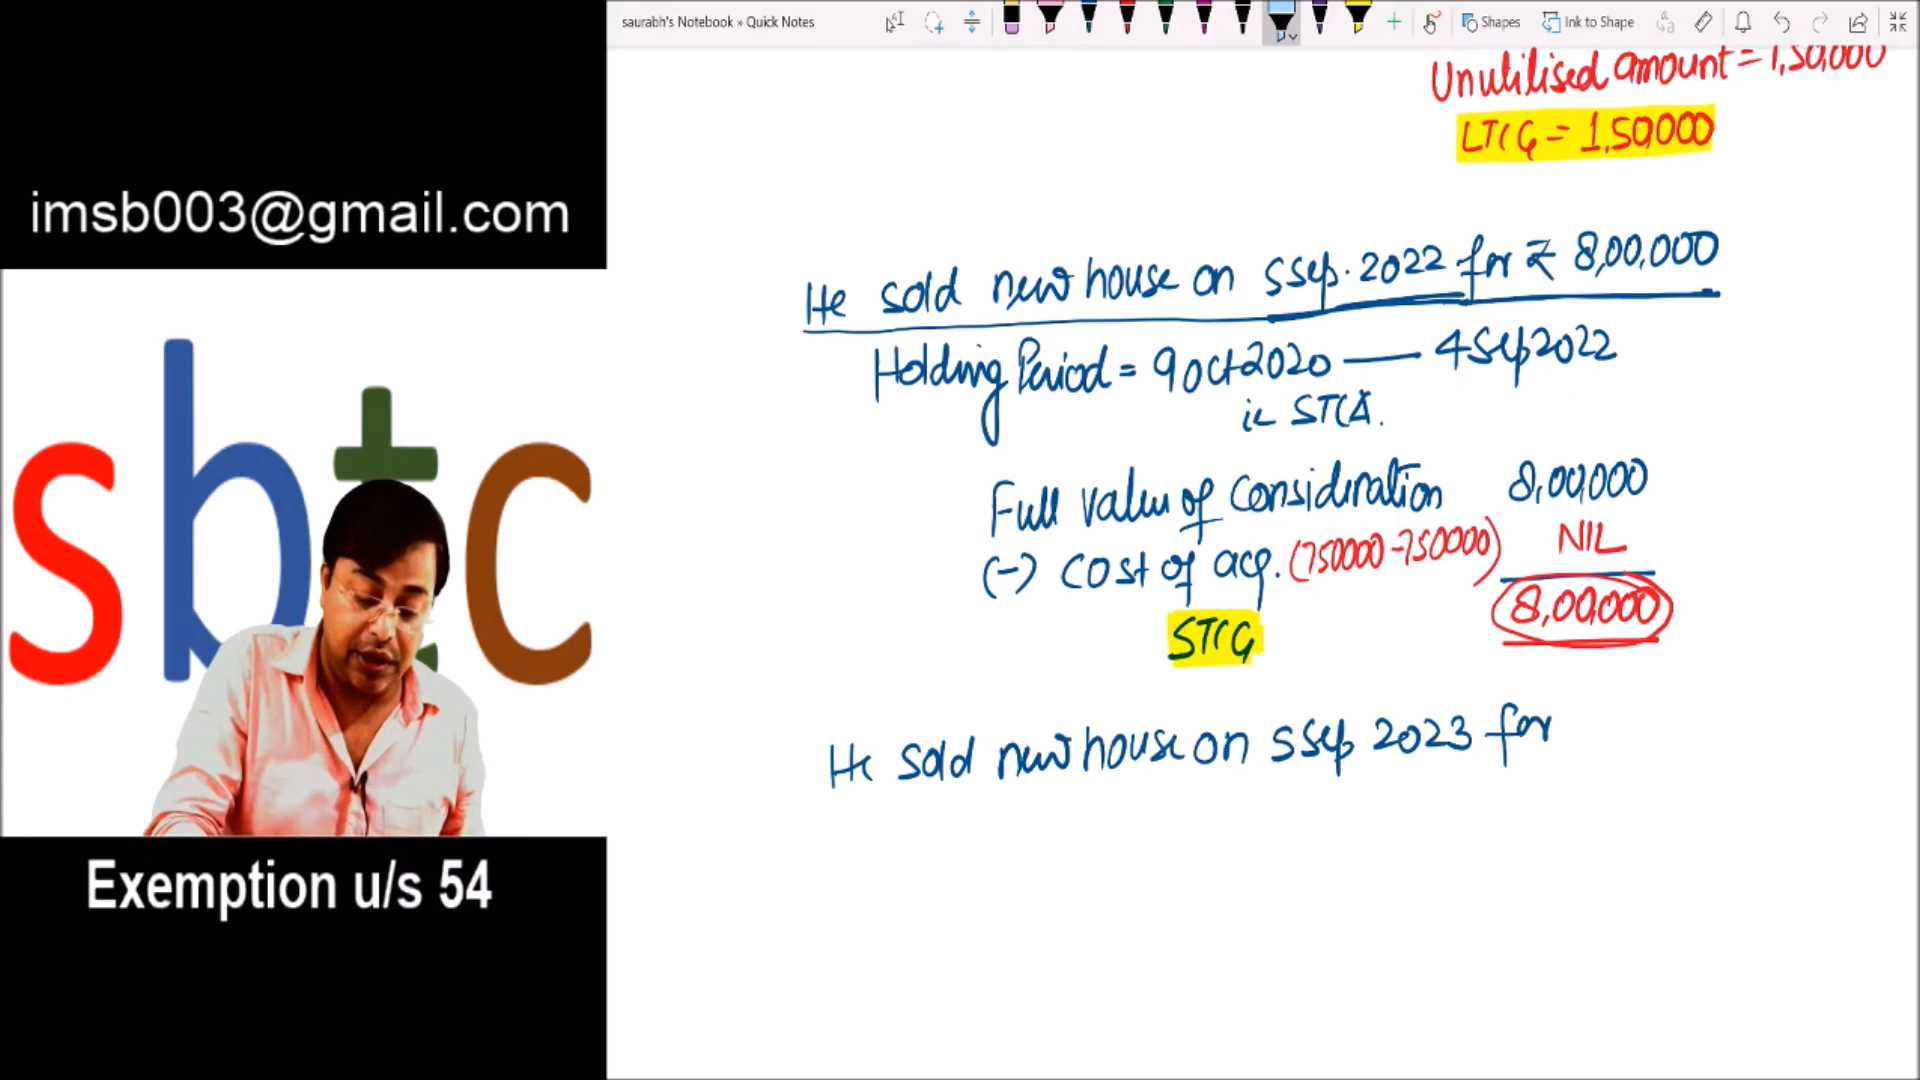 saurabh's Notebook » Quick Notes
Shapes
Ink to Shape
Unutilised amount = 1,50,000
LTCG = 1,50,000
imsb003@gmail.com
He sold new house on 5 Sep. 2022 for ₹ 8,00,000
Holding Period = 9 Oct 2020 — 4 Sep 2022
ie STCA.
Full value of consideration 8,00,000
(-) Cost of acq. (750000-750000) NIL
8,00,000
STCG
He sold new house on 5 Sep 2023 for
sbtc
Exemption u/s 54